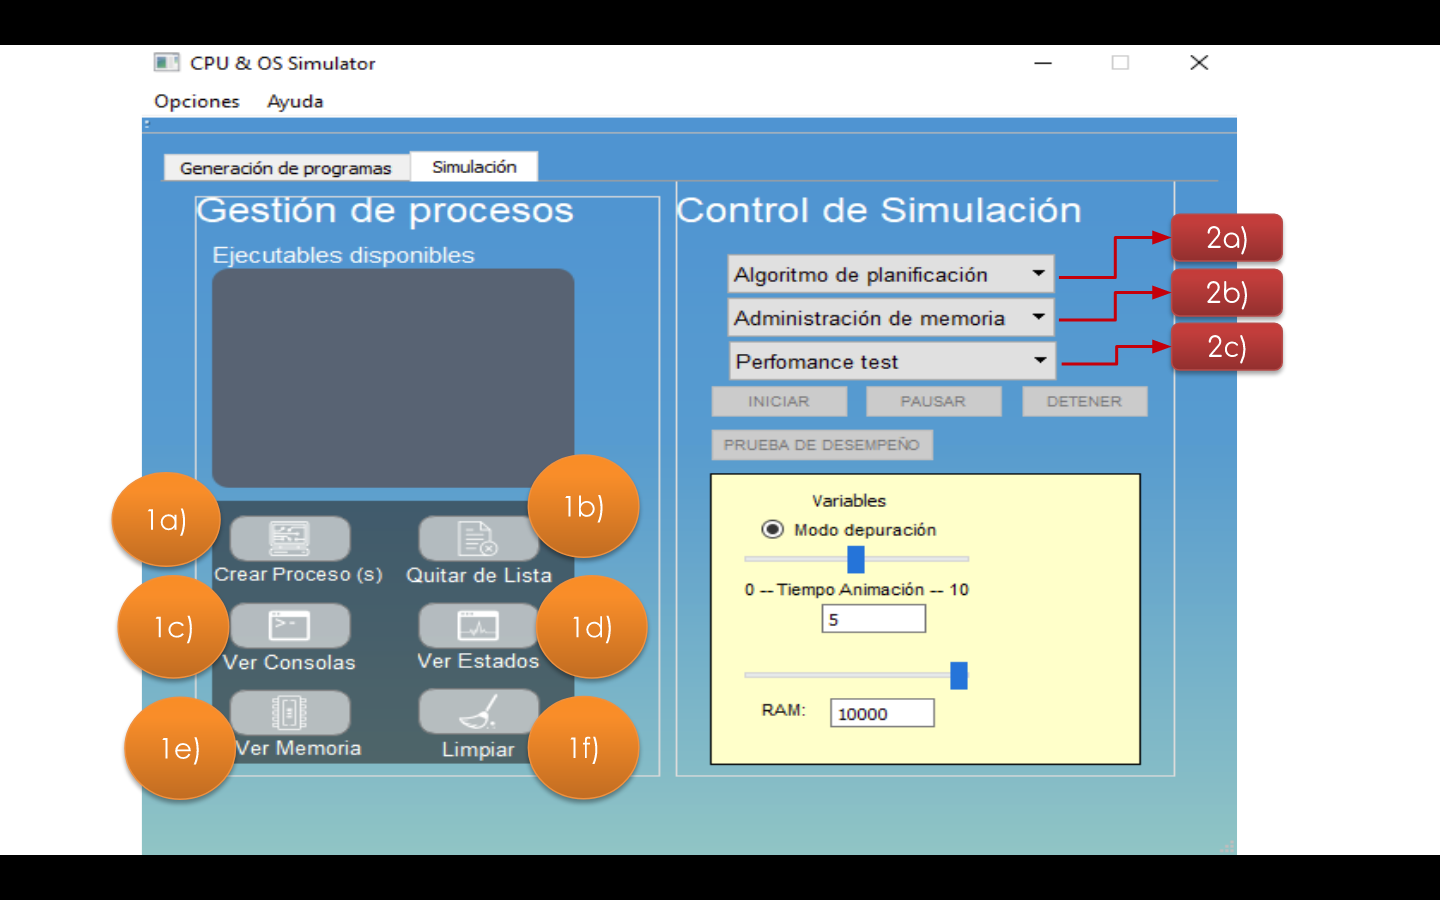 CPU & OS Simulator
Opciones Ayuda
Generación de programas Simulación
Gestión de procesos
Ejecutables disponibles
1a)
1b)
Crear Proceso (s) Quitar de Lista
1c)
1d)
Ver Consolas Ver Estados
1e)
1f)
Ver Memoria Limpiar
Control de Simulación
Algoritmo de planificación
2a)
Administración de memoria
2b)
Perfomance test
2c)
INICIAR PAUSAR DETENER
PRUEBA DE DESEMPEÑO
Variables
Modo depuración
0 -- Tiempo Animación -- 10
5
RAM: 10000